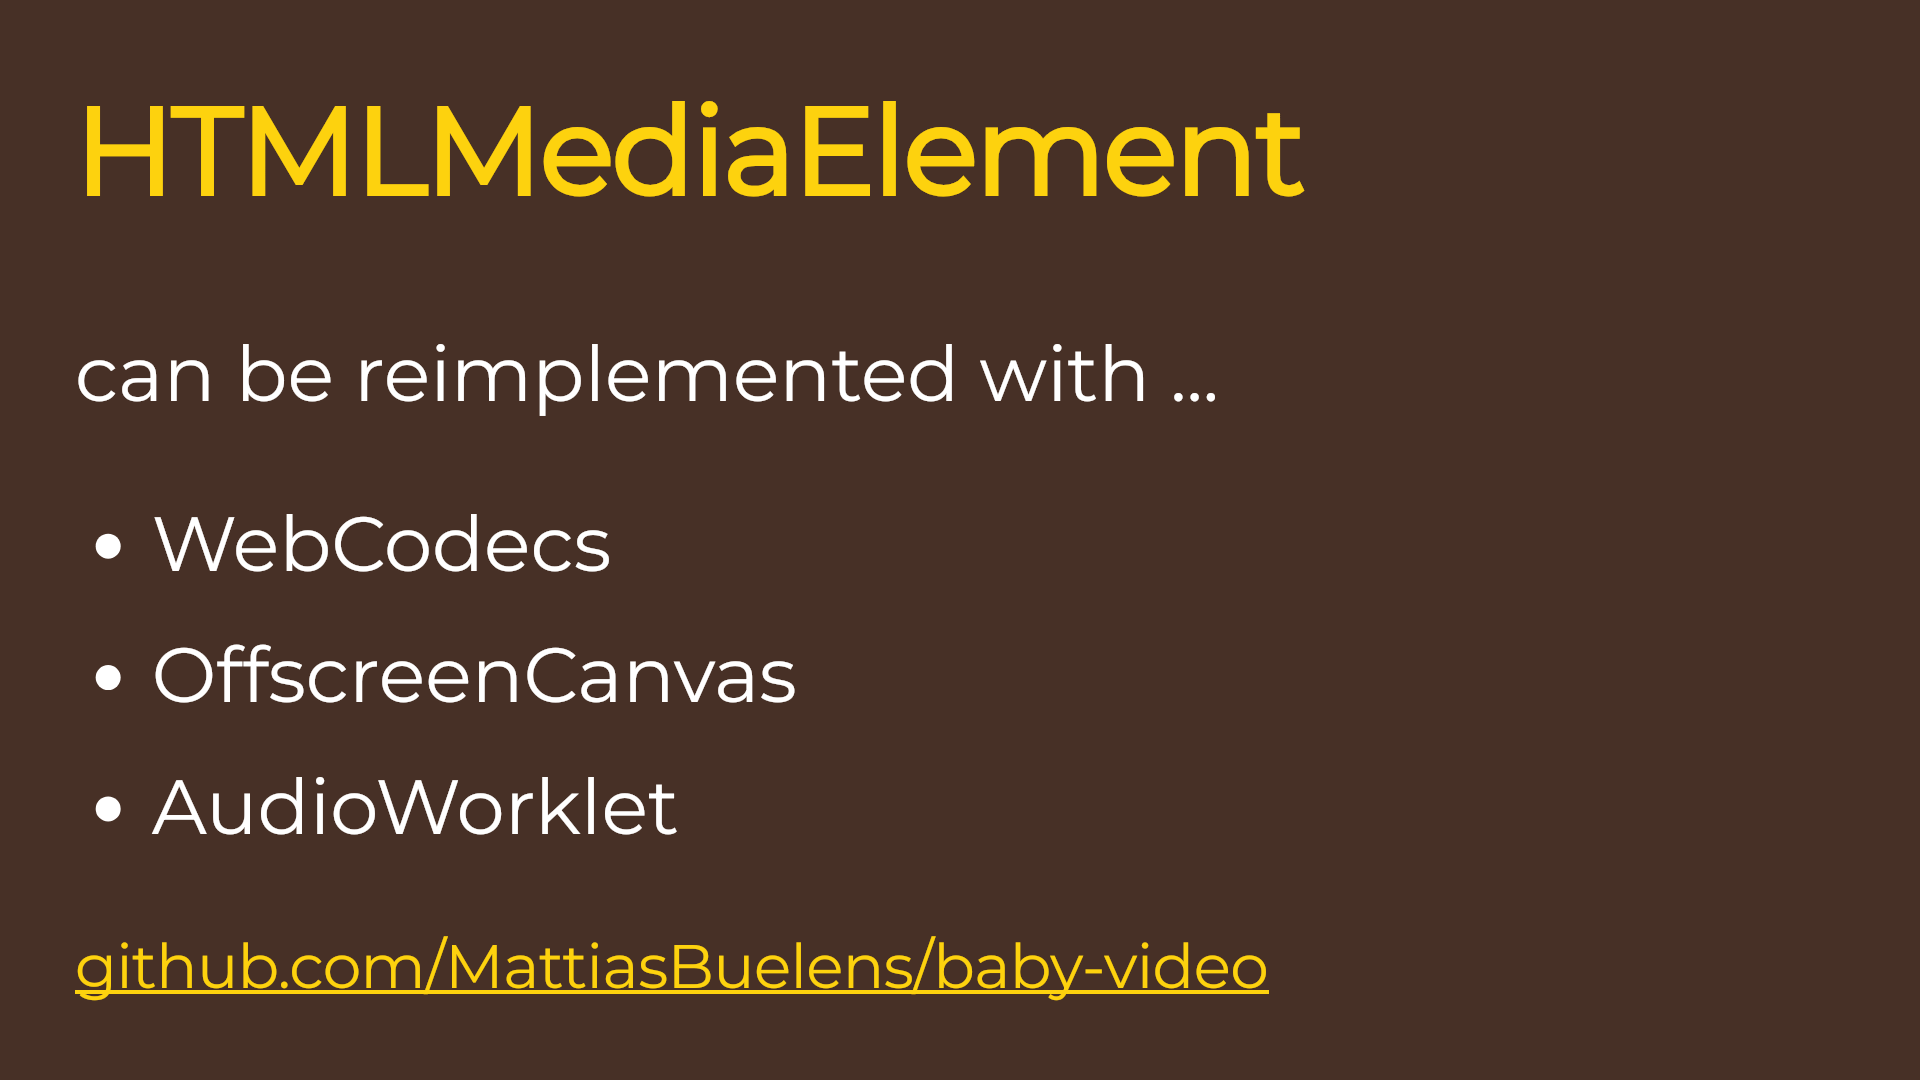 HTMLMediaElement
can be reimplemented with ...
• WebCodecs
• OffscreenCanvas
• AudioWorklet
github.com/MattiasBuelens/baby-video